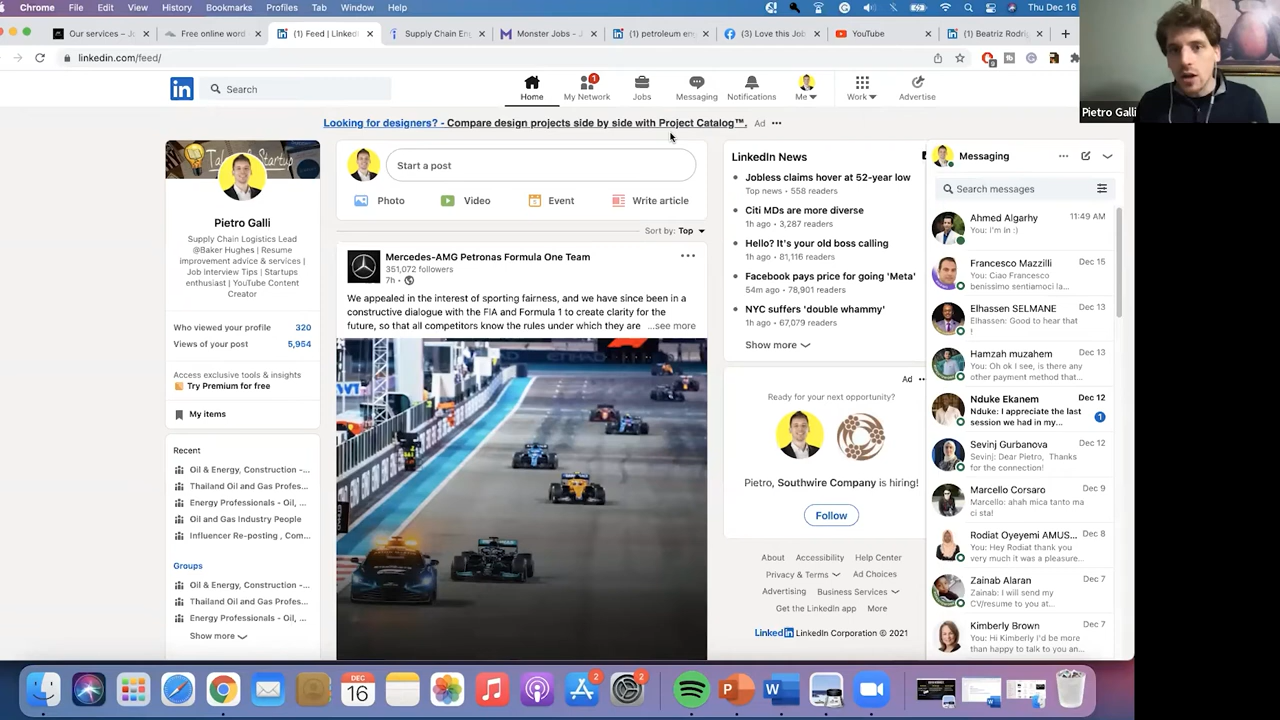 Chrome File Edit View History Bookmarks Profiles Tab Window Help
Thu Dec 16
Our services – Jo
Free online word
(1) Feed | LinkedI
Supply Chain Eng
Monster Jobs - J
(1) petroleum eng
(3) Love this Job
YouTube
(1) Beatriz Rodrig
linkedin.com/feed/
9
Pietro Galli
in
Search
Home
1
My Network
Jobs
Messaging
Notifications
Me
Work
Advertise
Looking for designers? - Compare design projects side by side with Project Catalog™.
Ad
Pietro Galli
Supply Chain Logistics Lead
@Baker Hughes | Resume
improvement advice & services |
Job Interview Tips | Startups
enthusiast | YouTube Content
Creator
Who viewed your profile 320
Views of your post 5,954
Access exclusive tools & insights
Try Premium for free
My items
Recent
Oil & Energy, Construction -...
Thailand Oil and Gas Profes...
Energy Professionals - Oil, ...
Oil and Gas Industry People
Influencer Re-posting , Com...
Groups
Oil & Energy, Construction -...
Thailand Oil and Gas Profes...
Energy Professionals - Oil, ...
Show more
Start a post
Photo
Video
Event
Write article
Sort by: Top
Mercedes-AMG Petronas Formula One Team
351,072 followers
7h •
We appealed in the interest of sporting fairness, and we have since been in a
constructive dialogue with the FIA and Formula 1 to create clarity for the
future, so that all competitors know the rules under which they are ...see more
ETIHAD
LinkedIn News
Jobless claims hover at 52-year low
Top news • 558 readers
Citi MDs are more diverse
1h ago • 3,287 readers
Hello? It's your old boss calling
1h ago • 81,116 readers
Facebook pays price for going 'Meta'
54m ago • 78,901 readers
NYC suffers 'double whammy'
1h ago • 67,079 readers
Show more
Ad
Ready for your next opportunity?
Pietro, Southwire Company is hiring!
Follow
About Accessibility Help Center
Privacy & Terms Ad Choices
Advertising Business Services
Get the LinkedIn app More
LinkedIn LinkedIn Corporation © 2021
Messaging
Search messages
Ahmed Algarhy 11:49 AM
You: I'm in :)
Francesco Mazzilli Dec 15
You: Ciao Francesco
benissimo sentiamoci la...
Elhassen SELMANE Dec 13
Elhassen: Good to hear that
!
Hamzah muzahem Dec 13
You: Oh ok I see, is there any
other payment method that...
Nduke Ekanem Dec 12
Nduke: I appreciate the last
session we had in my...
1
Sevinj Gurbanova Dec 12
Sevinj: Dear Pietro, Thanks
for the connection!
Marcello Corsaro Dec 9
Marcello: ahah mica tanto ma
ci sta!
Rodiat Oyeyemi AMUS... Dec 8
You: Hey Rodiat thank you
very much it was a pleasure...
Zainab Alaran Dec 7
Zainab: I will send my
CV/resume to you at...
Kimberly Brown Dec 7
You: Hi Kimberly I'd be more
than happy to talk to you an...
DEC
16
2
2
P
W